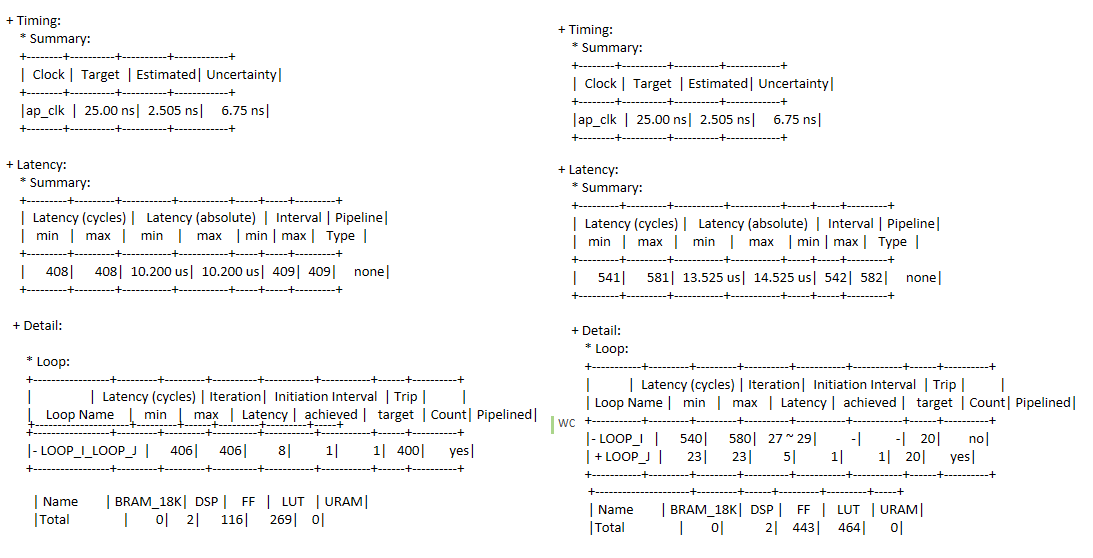 + Timing:
* Summary:
+--------+----------+----------+------------+
| Clock | Target | Estimated| Uncertainty|
+--------+----------+----------+------------+
|ap_clk | 25.00 ns| 2.505 ns| 6.75 ns|
+--------+----------+----------+------------+
+ Latency:
* Summary:
+---------+---------+-----------+-----------+-----+-----+---------+
| Latency (cycles) | Latency (absolute) | Interval | Pipeline|
| min | max | min | max | min | max | Type |
+---------+---------+-----------+-----------+-----+-----+---------+
| 408| 408| 10.200 us| 10.200 us| 409| 409| none|
+---------+---------+-----------+-----------+-----+-----+---------+
+ Detail:
* Loop:
+-----------------+---------+---------+----------+-----------+-----------+------+----------+
| | Latency (cycles) | Iteration| Initiation Interval | Trip | |
| Loop Name | min | max | Latency | achieved | target | Count| Pipelined|
+-----------------+---------+---------+----------+-----------+-----------+------+----------+
|- LOOP_I_LOOP_J | 406| 406| 8| 1| 1| 400| yes|
+-----------------+---------+---------+----------+-----------+-----------+------+----------+
| Name | BRAM_18K| DSP | FF | LUT | URAM|
|Total | 0| 2| 116| 269| 0|
+ Timing:
* Summary:
+--------+----------+----------+------------+
| Clock | Target | Estimated| Uncertainty|
+--------+----------+----------+------------+
|ap_clk | 25.00 ns| 2.505 ns| 6.75 ns|
+--------+----------+----------+------------+
+ Latency:
* Summary:
+---------+---------+-----------+-----------+-----+-----+---------+
| Latency (cycles) | Latency (absolute) | Interval | Pipeline|
| min | max | min | max | min | max | Type |
+---------+---------+-----------+-----------+-----+-----+---------+
| 541| 581| 13.525 us| 14.525 us| 542| 582| none|
+---------+---------+-----------+-----------+-----+-----+---------+
+ Detail:
* Loop:
+----------+---------+---------+----------+-----------+-----------+------+----------+
| | Latency (cycles) | Iteration| Initiation Interval | Trip | |
| Loop Name | min | max | Latency | achieved | target | Count| Pipelined|
WC
+----------+---------+---------+----------+-----------+-----------+------+----------+
|- LOOP_I | 540| 580| 27 ~ 29| -| -| 20| no|
| + LOOP_J | 23| 23| 5| 1| 1| 20| yes|
+----------+---------+---------+----------+-----------+-----------+------+----------+
+---------------------+---------+-------+---------+---------+-----+
| Name | BRAM_18K| DSP | FF | LUT | URAM|
|Total | 0| 2| 443| 464| 0|